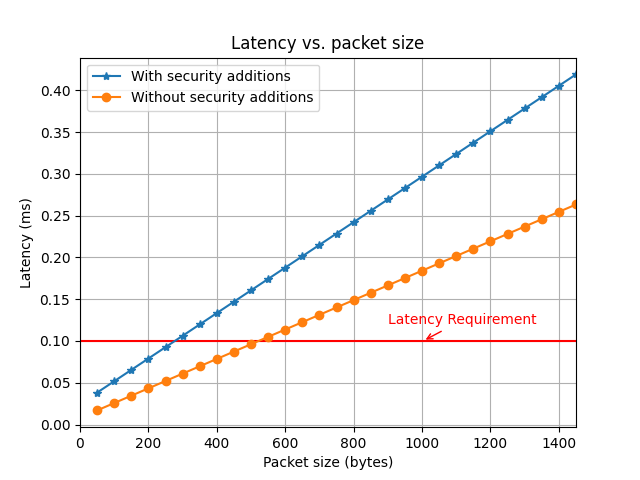 Latency vs. packet size
With security additions
Without security additions
Latency (ms)
0.40
0.35
0.30
0.25
0.20
0.15
0.10
0.05
0.00
Latency Requirement
0 200 400 600 800 1000 1200 1400
Packet size (bytes)